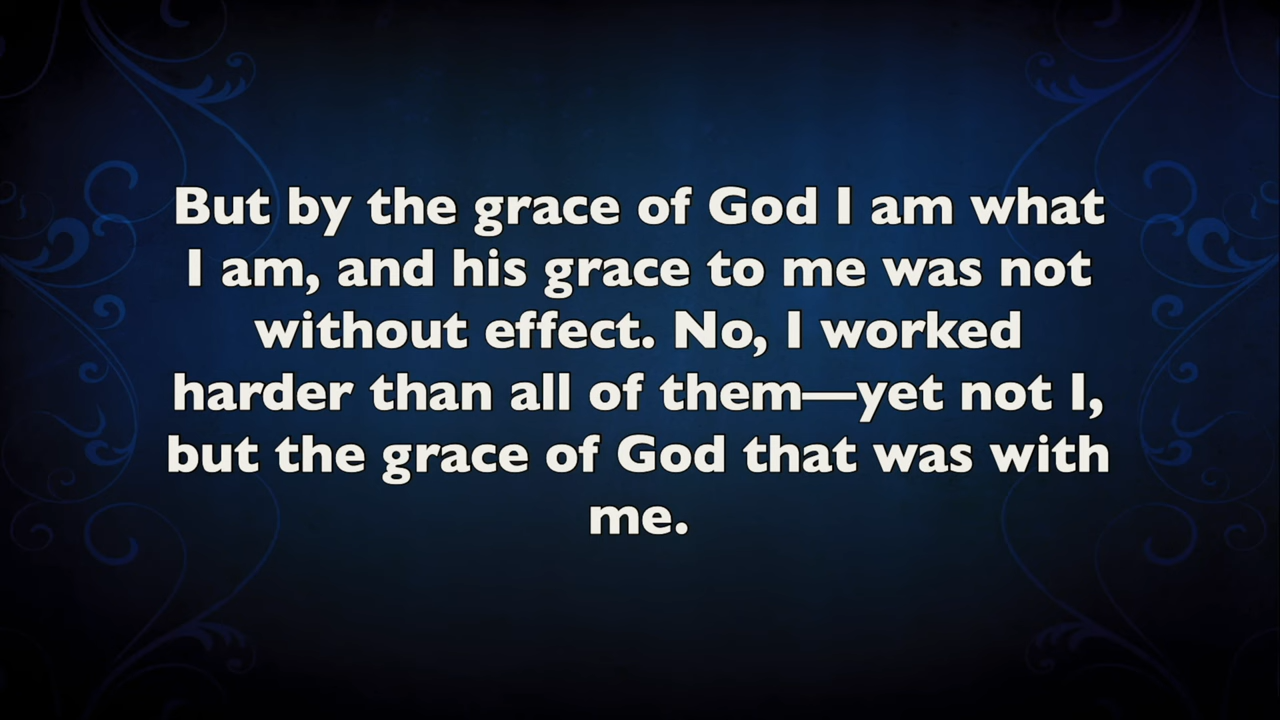 But by the grace of God I am what
I am, and his grace to me was not
without effect. No, I worked
harder than all of them—yet not I,
but the grace of God that was with
me.